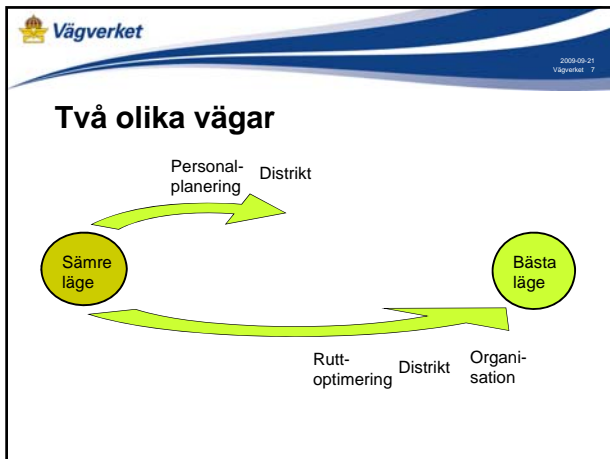 Vägverket
2009-09-21
Vägverket 7
Två olika vägar
Personal-
planering
Distrikt
Sämre
läge
Bästa
läge
Rutt-
optimering
Distrikt
Organi-
sation